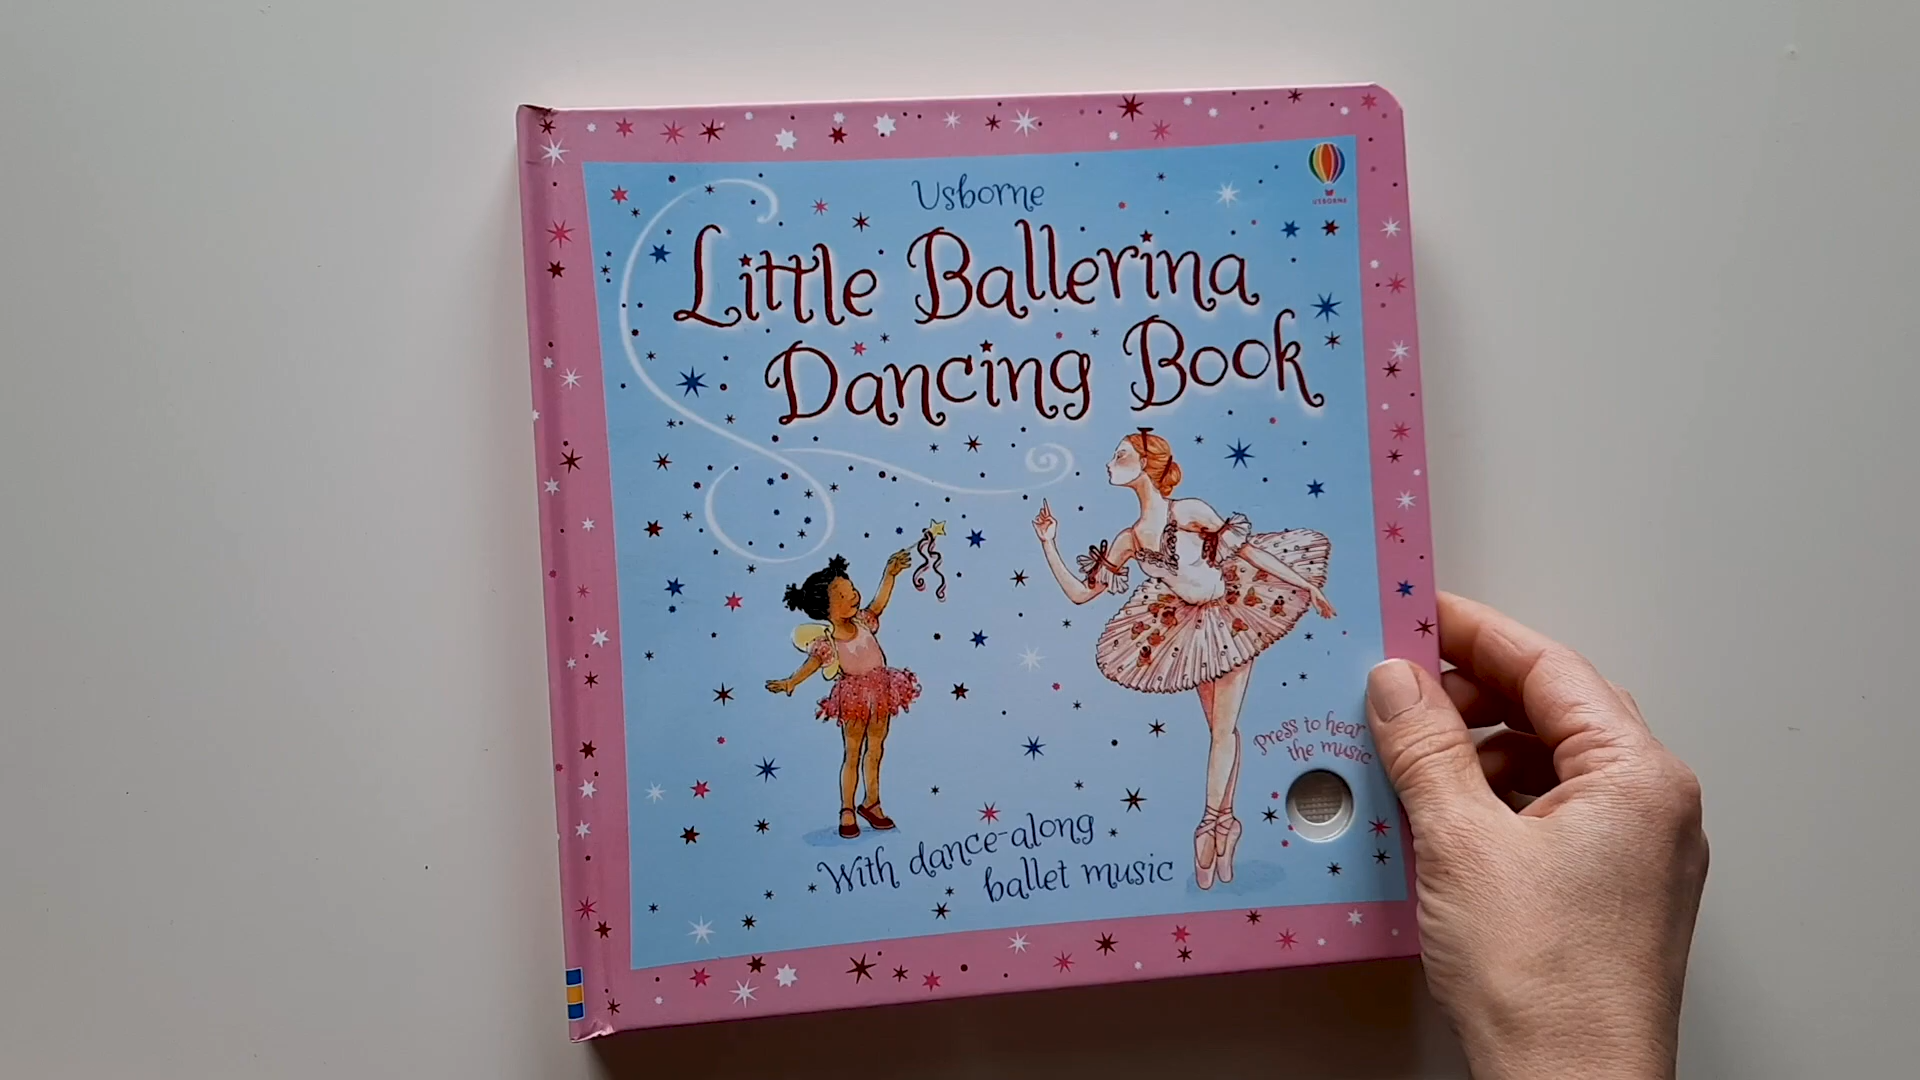 Usborne
USBORNE
Little Ballerina
Dancing Book
Press to hear
the music
With dance-along
ballet music